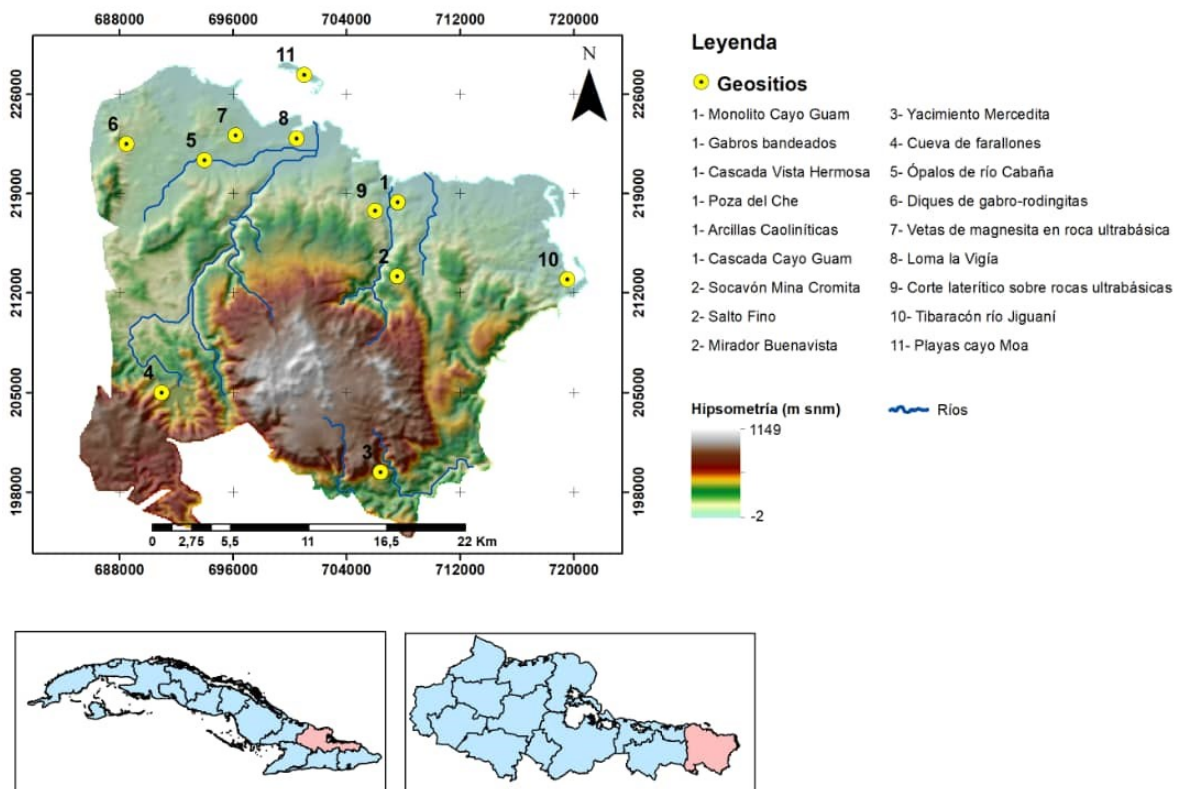 688000 696000 704000 712000 720000
226000
219000
212000
205000
198000
226000
219000
212000
205000
198000
N
11
7
8
6
5
9
1
2
10
4
3
0 2,75 5,5 11 16,5 22 Km
688000 696000 704000 712000 720000
Leyenda
Geositios
1- Monolito Cayo Guam
1- Gabros bandeados
1- Cascada Vista Hermosa
1- Poza del Che
1- Arcillas Caoliníticas
1- Cascada Cayo Guam
2- Socavón Mina Cromita
2- Salto Fino
2- Mirador Buenavista
3- Yacimiento Mercedita
4- Cueva de farallones
5- Ópalos de río Cabaña
6- Diques de gabro-rodingitas
7- Vetas de magnesita en roca ultrabásica
8- Loma la Vigía
9- Corte laterítico sobre rocas ultrabásicas
10- Tibaracón río Jiguaní
11- Playas cayo Moa
Hipsometría (m snm)
1149
-2
Ríos